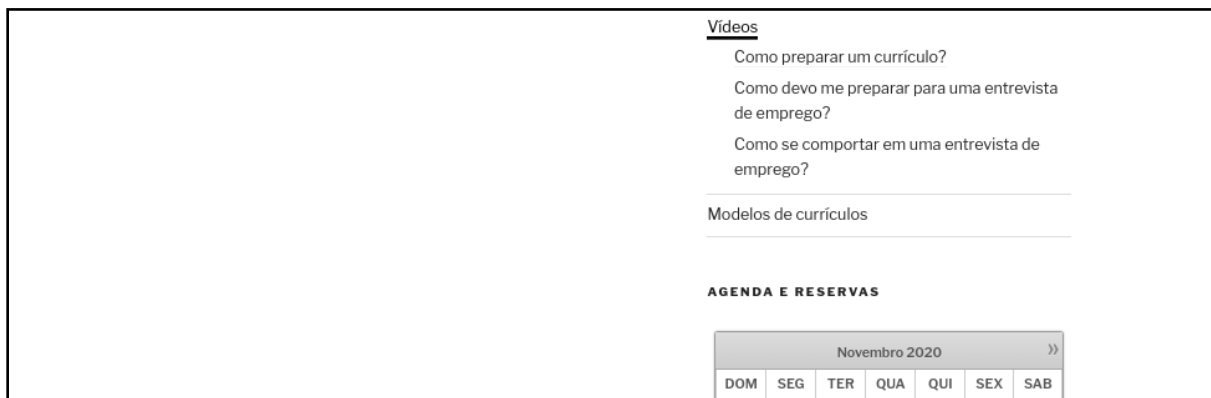 Vídeos
Como preparar um currículo?
Como devo me preparar para uma entrevista
de emprego?
Como se comportar em uma entrevista de
emprego?
Modelos de currículos
AGENDA E RESERVAS
Novembro 2020 »
DOM SEG TER QUA QUI SEX SAB